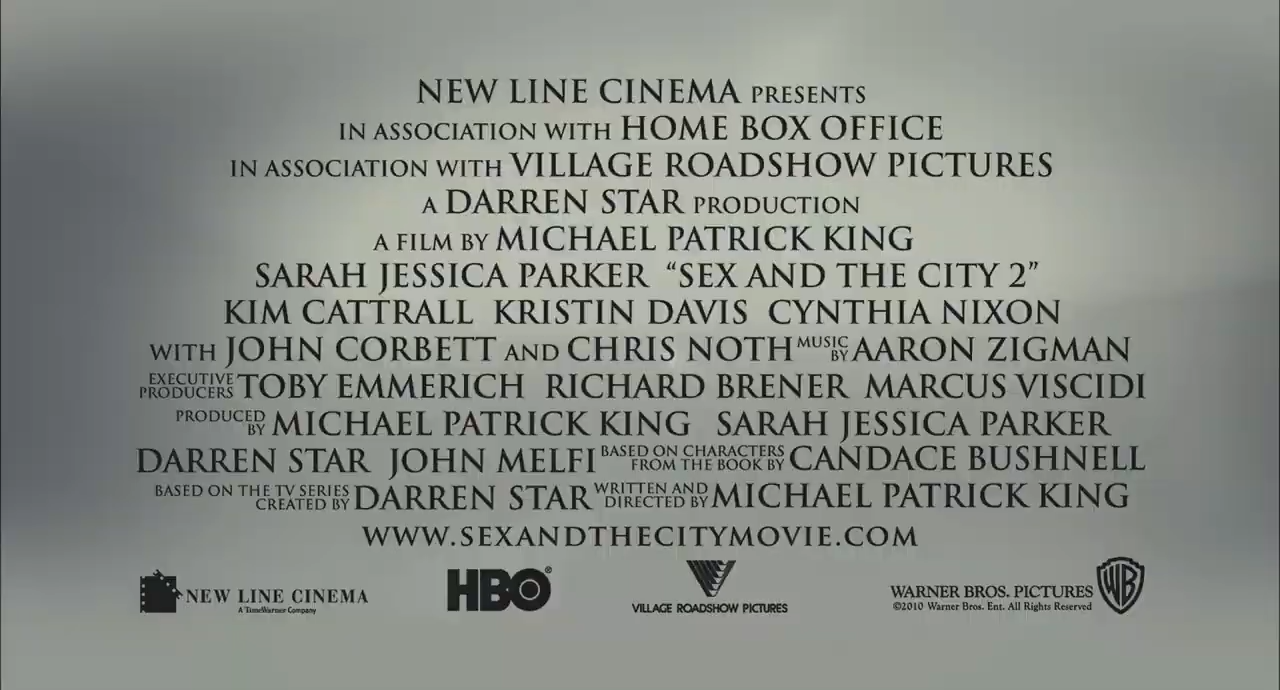 NEW LINE CINEMA PRESENTS
IN ASSOCIATION WITH HOME BOX OFFICE
IN ASSOCIATION WITH VILLAGE ROADSHOW PICTURES
A DARREN STAR PRODUCTION
A FILM BY MICHAEL PATRICK KING
SARAH JESSICA PARKER "SEX AND THE CITY 2"
KIM CATTRALL KRISTIN DAVIS CYNTHIA NIXON
WITH JOHN CORBETT AND CHRIS NOTH MUSIC BY AARON ZIGMAN
EXECUTIVE PRODUCERS TOBY EMMERICH RICHARD BRENER MARCUS VISCIDI
PRODUCED BY MICHAEL PATRICK KING SARAH JESSICA PARKER
DARREN STAR JOHN MELFI BASED ON CHARACTERS FROM THE BOOK BY CANDACE BUSHNELL
BASED ON THE TV SERIES CREATED BY DARREN STAR WRITTEN AND DIRECTED BY MICHAEL PATRICK KING
WWW.SEXANDTHECITYMOVIE.COM
NEW LINE CINEMA
A TimeWarner Company
HBO®
VILLAGE ROADSHOW PICTURES
WARNER BROS. PICTURES
©2010 Warner Bros. Ent. All Rights Reserved
WB